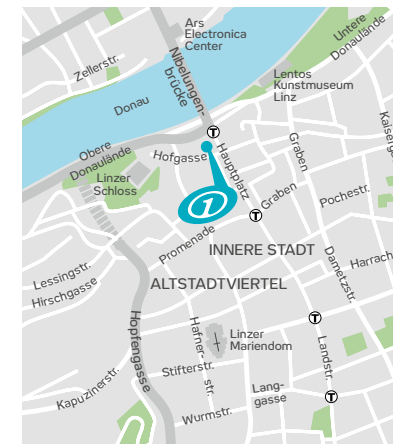 Ars
Electronica
Center
Untere
Donaulände
Nibelungen-
brücke
Zellerstr.
Lentos
Kunstmuseum
Linz
Donau
Kaiserg
T
Obere
Donaulände
Hofgasse
Hauptplatz
Graben
Linzer
Schloss
Graben
Pochestr.
1
T
Promenade
INNERE STADT
Lessingstr.
Hirschgasse
ALTSTADTVIERTEL
Dametzstr.
Harrach
Hopfengasse
Hafner-
str.
T
Linzer
Mariendom
Landstr.
Stifterstr.
Kapuzinerstr.
Lang-
gasse
T
Wurmstr.